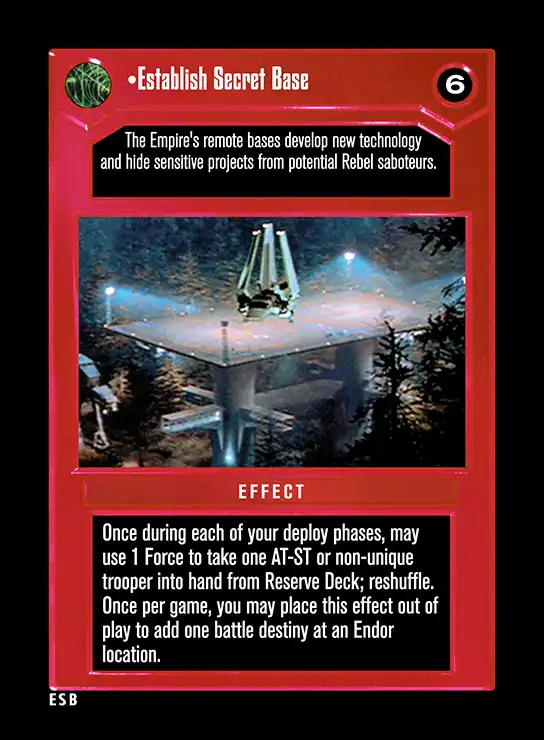 •Establish Secret Base
6
The Empire's remote bases develop new technology
and hide sensitive projects from potential Rebel saboteurs.
EFFECT
Once during each of your deploy phases, may
use 1 Force to take one AT-ST or non-unique
trooper into hand from Reserve Deck; reshuffle.
Once per game, you may place this effect out of
play to add one battle destiny at an Endor
location.
ESB